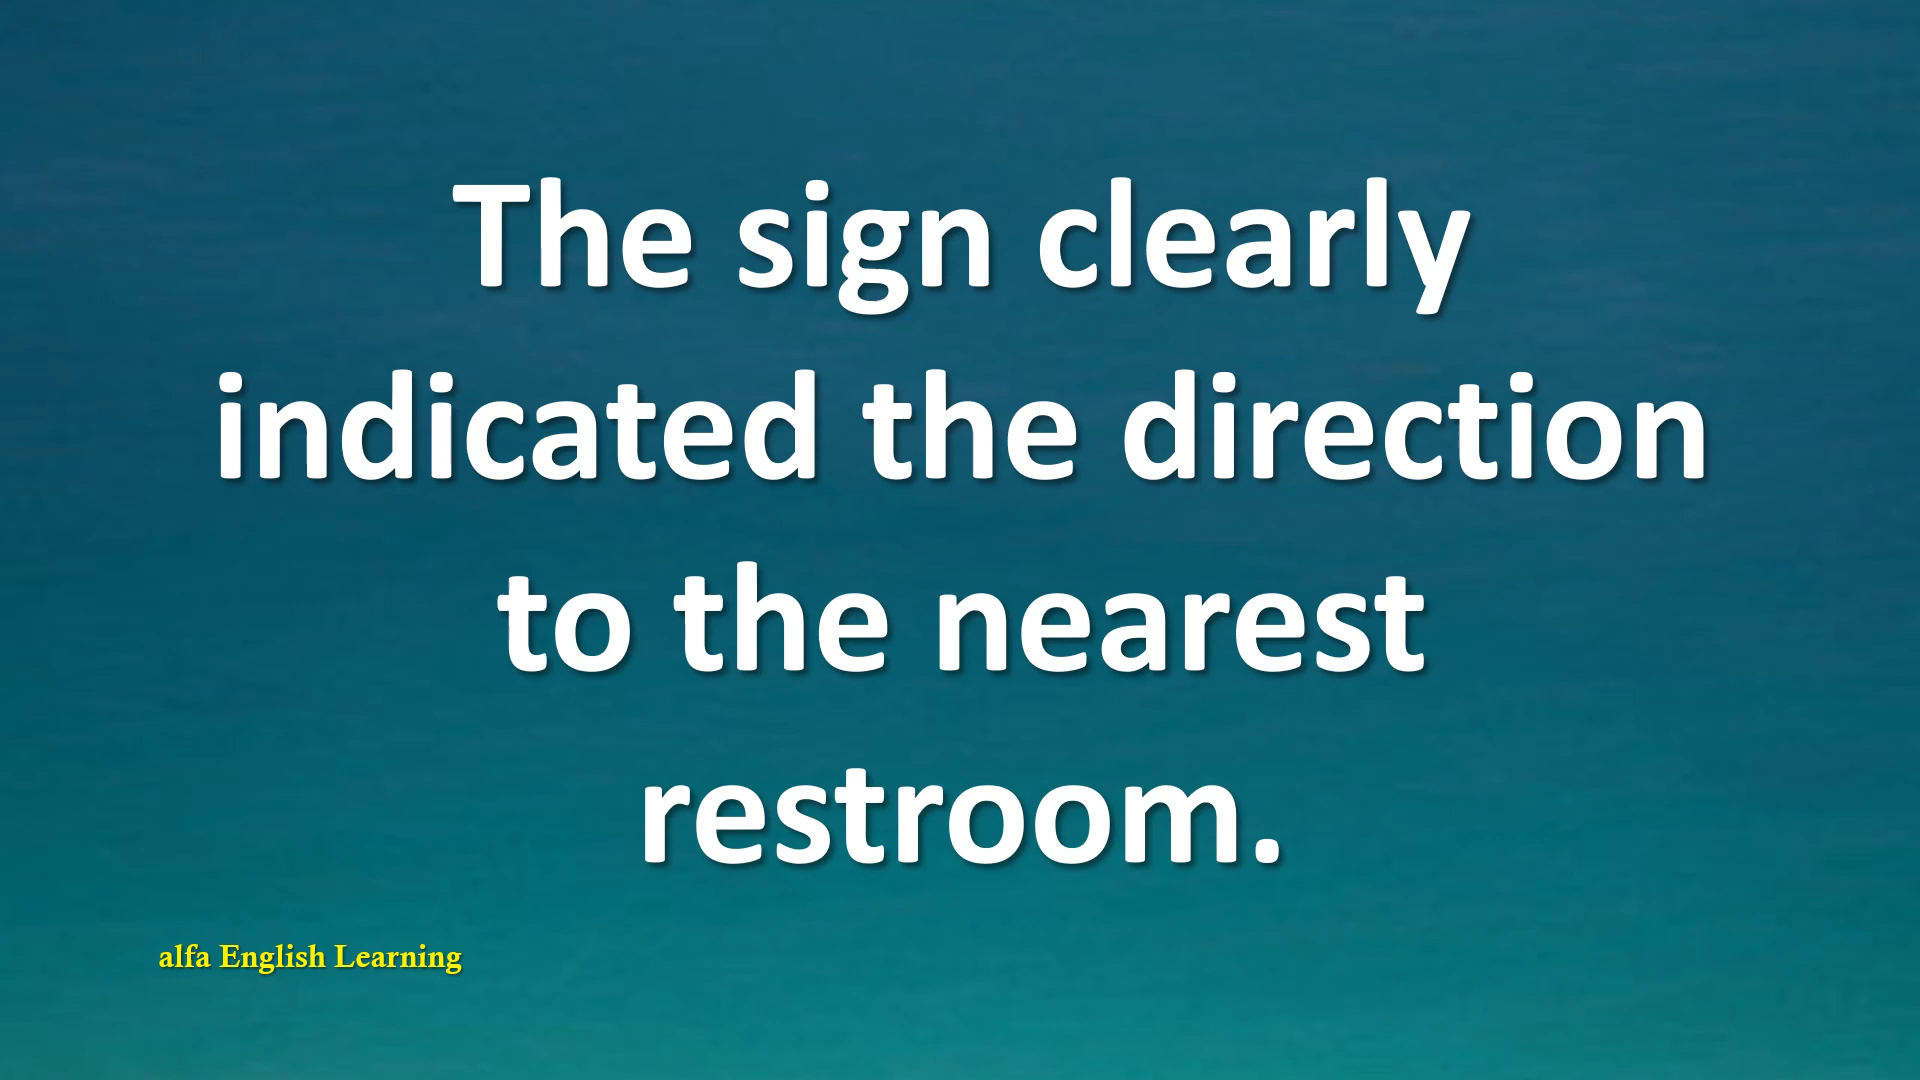 The sign clearly
indicated the direction
to the nearest
restroom.
alfa English Learning